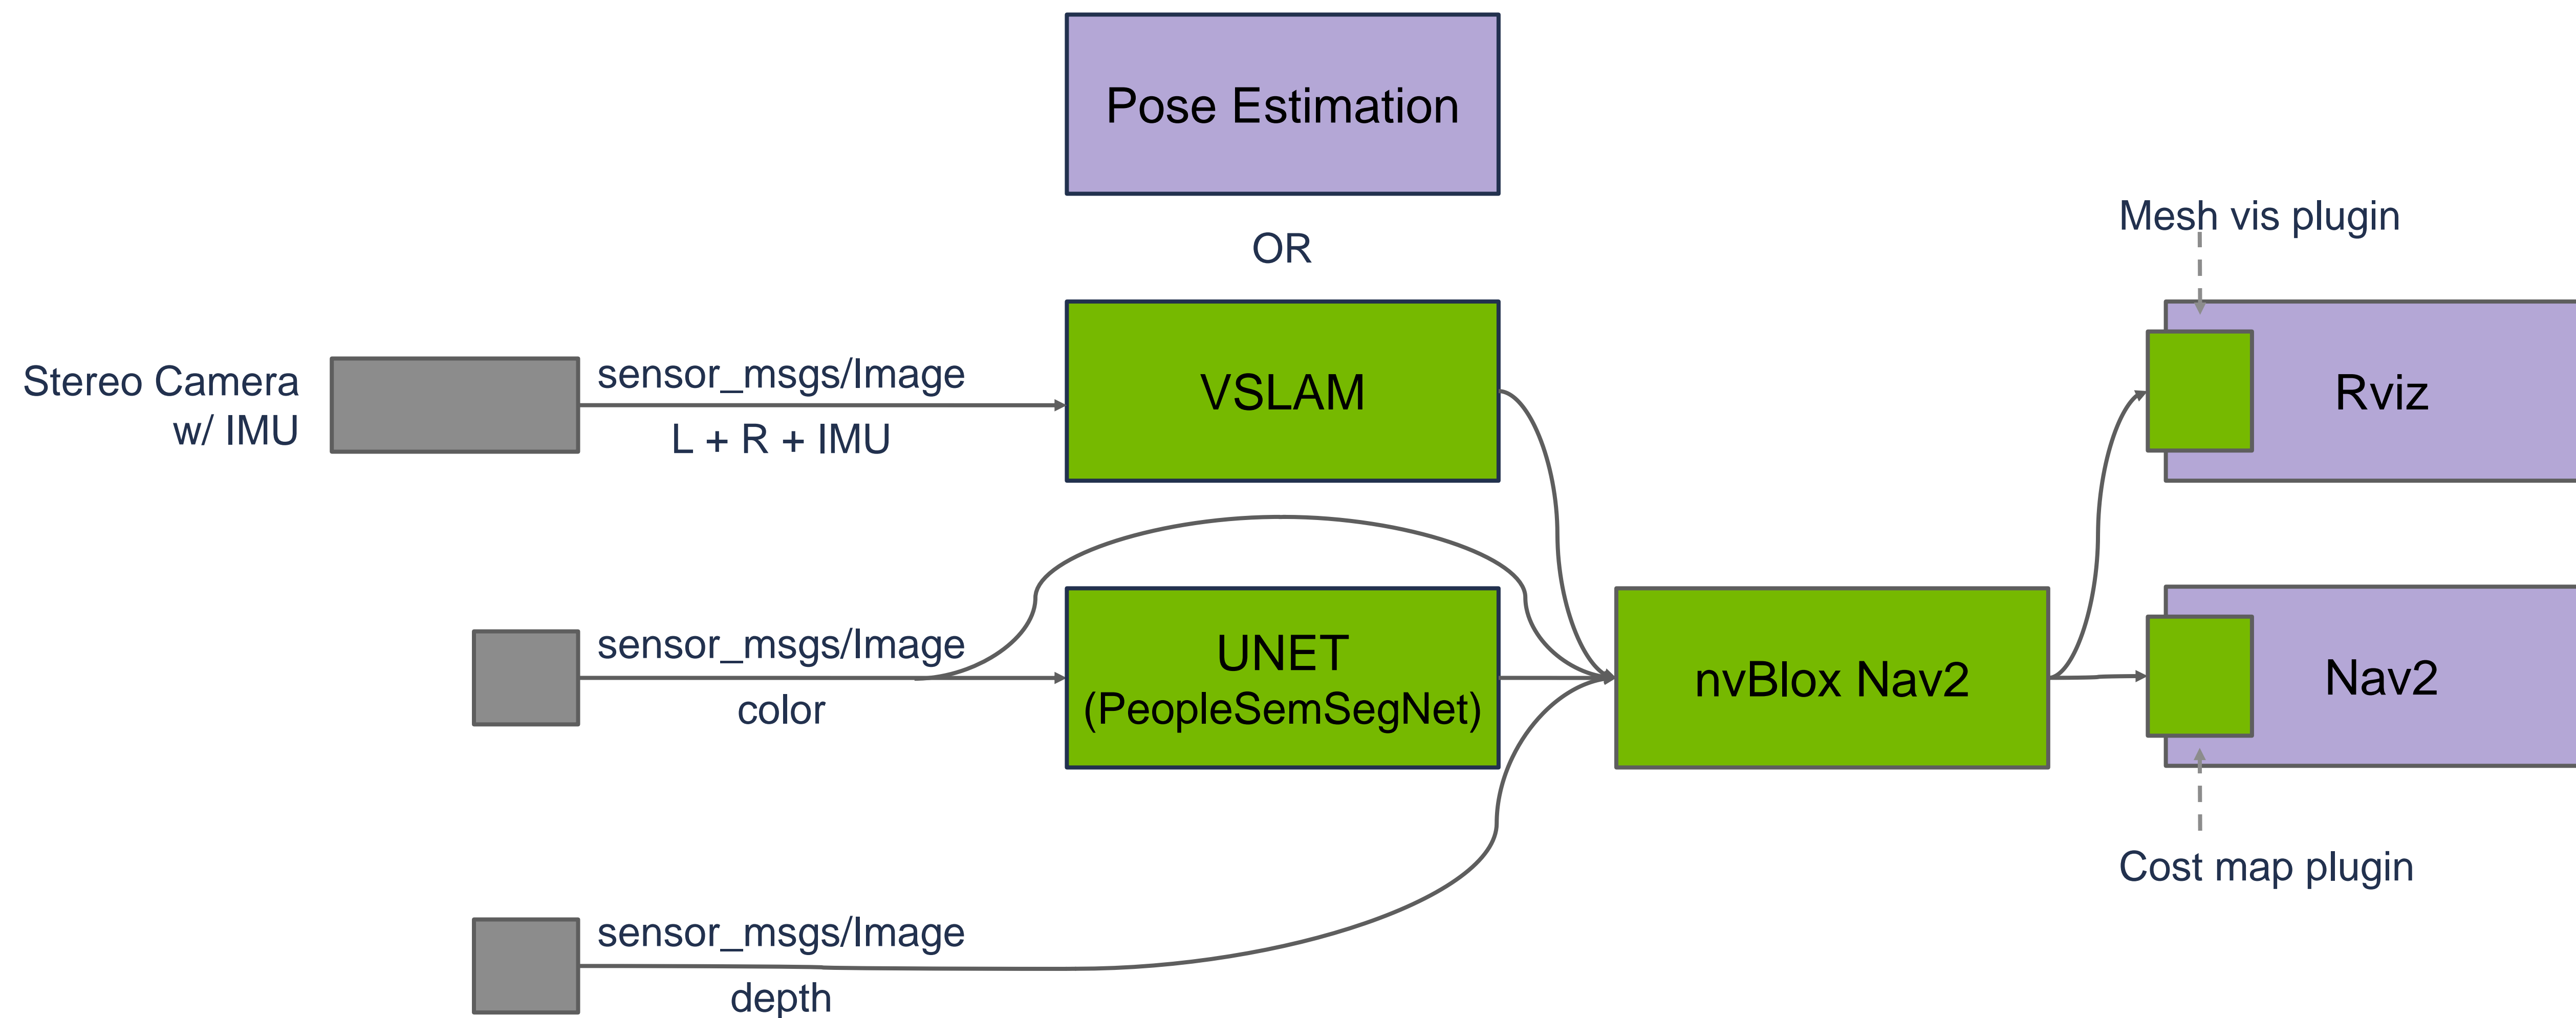 Pose Estimation
OR
Mesh vis plugin
Stereo Camera
w/ IMU
sensor_msgs/Image
L + R + IMU
VSLAM
Rviz
sensor_msgs/Image
color
UNET
(PeopleSemSegNet)
nvBlox Nav2
Nav2
Cost map plugin
sensor_msgs/Image
depth